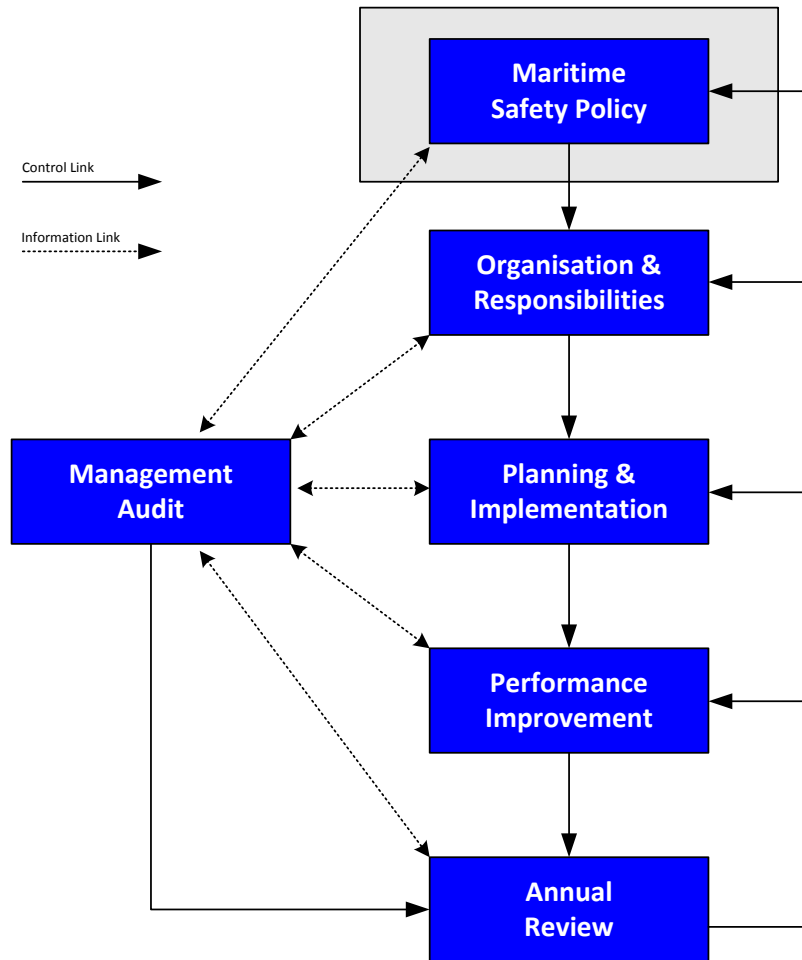 Maritime
Safety Policy
Control Link
Information Link
Organisation &
Responsibilities
Management
Audit
Planning &
Implementation
Performance
Improvement
Annual
Review